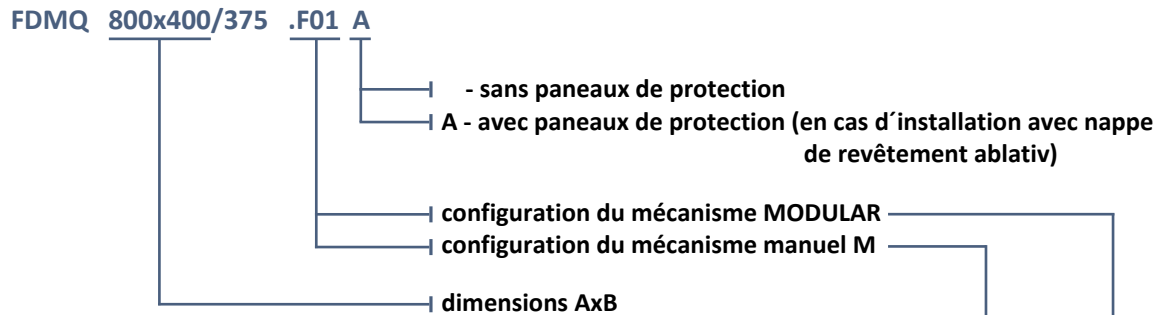 FDMQ 800x400/375 .F01 A
- sans paneaux de protection
A - avec paneaux de protection (en cas d´installation avec nappe
de revêtement ablativ)
configuration du mécanisme MODULAR
configuration du mécanisme manuel M
dimensions AxB